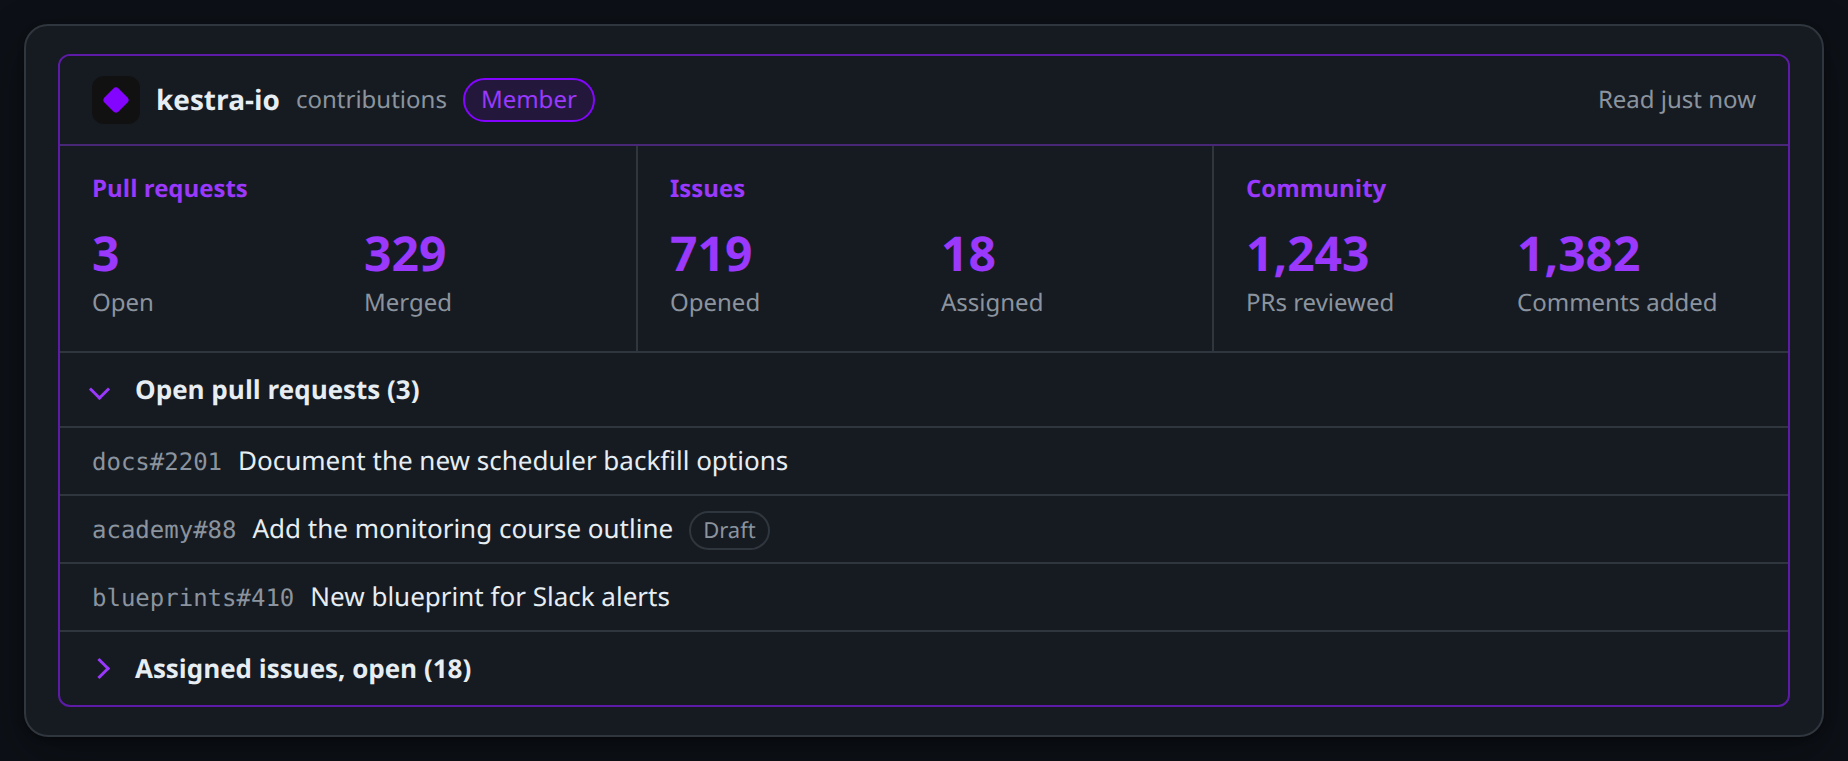 kestra-io contributions Member Read just now
Pull requests Issues Community
3 329 719 18 1,243 1,382
Open Merged Opened Assigned PRs reviewed Comments added
Open pull requests (3)
docs#2201 Document the new scheduler backfill options
academy#88 Add the monitoring course outline Draft
blueprints#410 New blueprint for Slack alerts
Assigned issues, open (18)